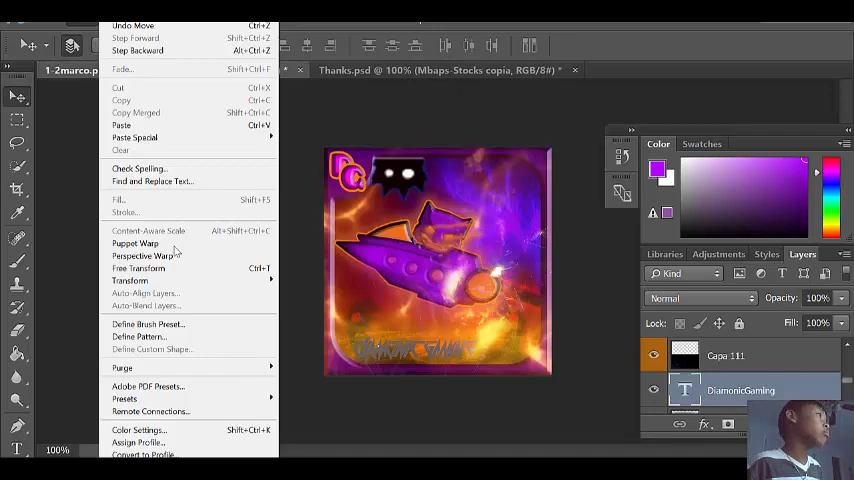 Undo Move Ctrl+Z
Step Forward Shift+Ctrl+Z
Step Backward Alt+Ctrl+Z
Fade... Shift+Ctrl+F
Cut Ctrl+X
Copy Ctrl+C
Copy Merged Shift+Ctrl+C
Paste Ctrl+V
Paste Special
Clear
Check Spelling...
Find and Replace Text...
Fill... Shift+F5
Stroke...
Content-Aware Scale Alt+Shift+Ctrl+C
Puppet Warp
Perspective Warp
Free Transform Ctrl+T
Transform
Auto-Align Layers...
Auto-Blend Layers...
Define Brush Preset...
Define Pattern...
Define Custom Shape...
Purge
Adobe PDF Presets...
Presets
Remote Connections...
Color Settings... Shift+Ctrl+K
Assign Profile...
Convert to Profile...
1-2marco.p
* ×
Thanks.psd @ 100% (Mbaps-Stocks copia, RGB/8#) * ×
DG
DIAMONICGAMING
Color Swatches
Libraries Adjustments Styles Layers
Kind
T
Normal Opacity: 100%
Lock: Fill: 100%
Capa 111
T DiamonicGaming
fx
T
100%